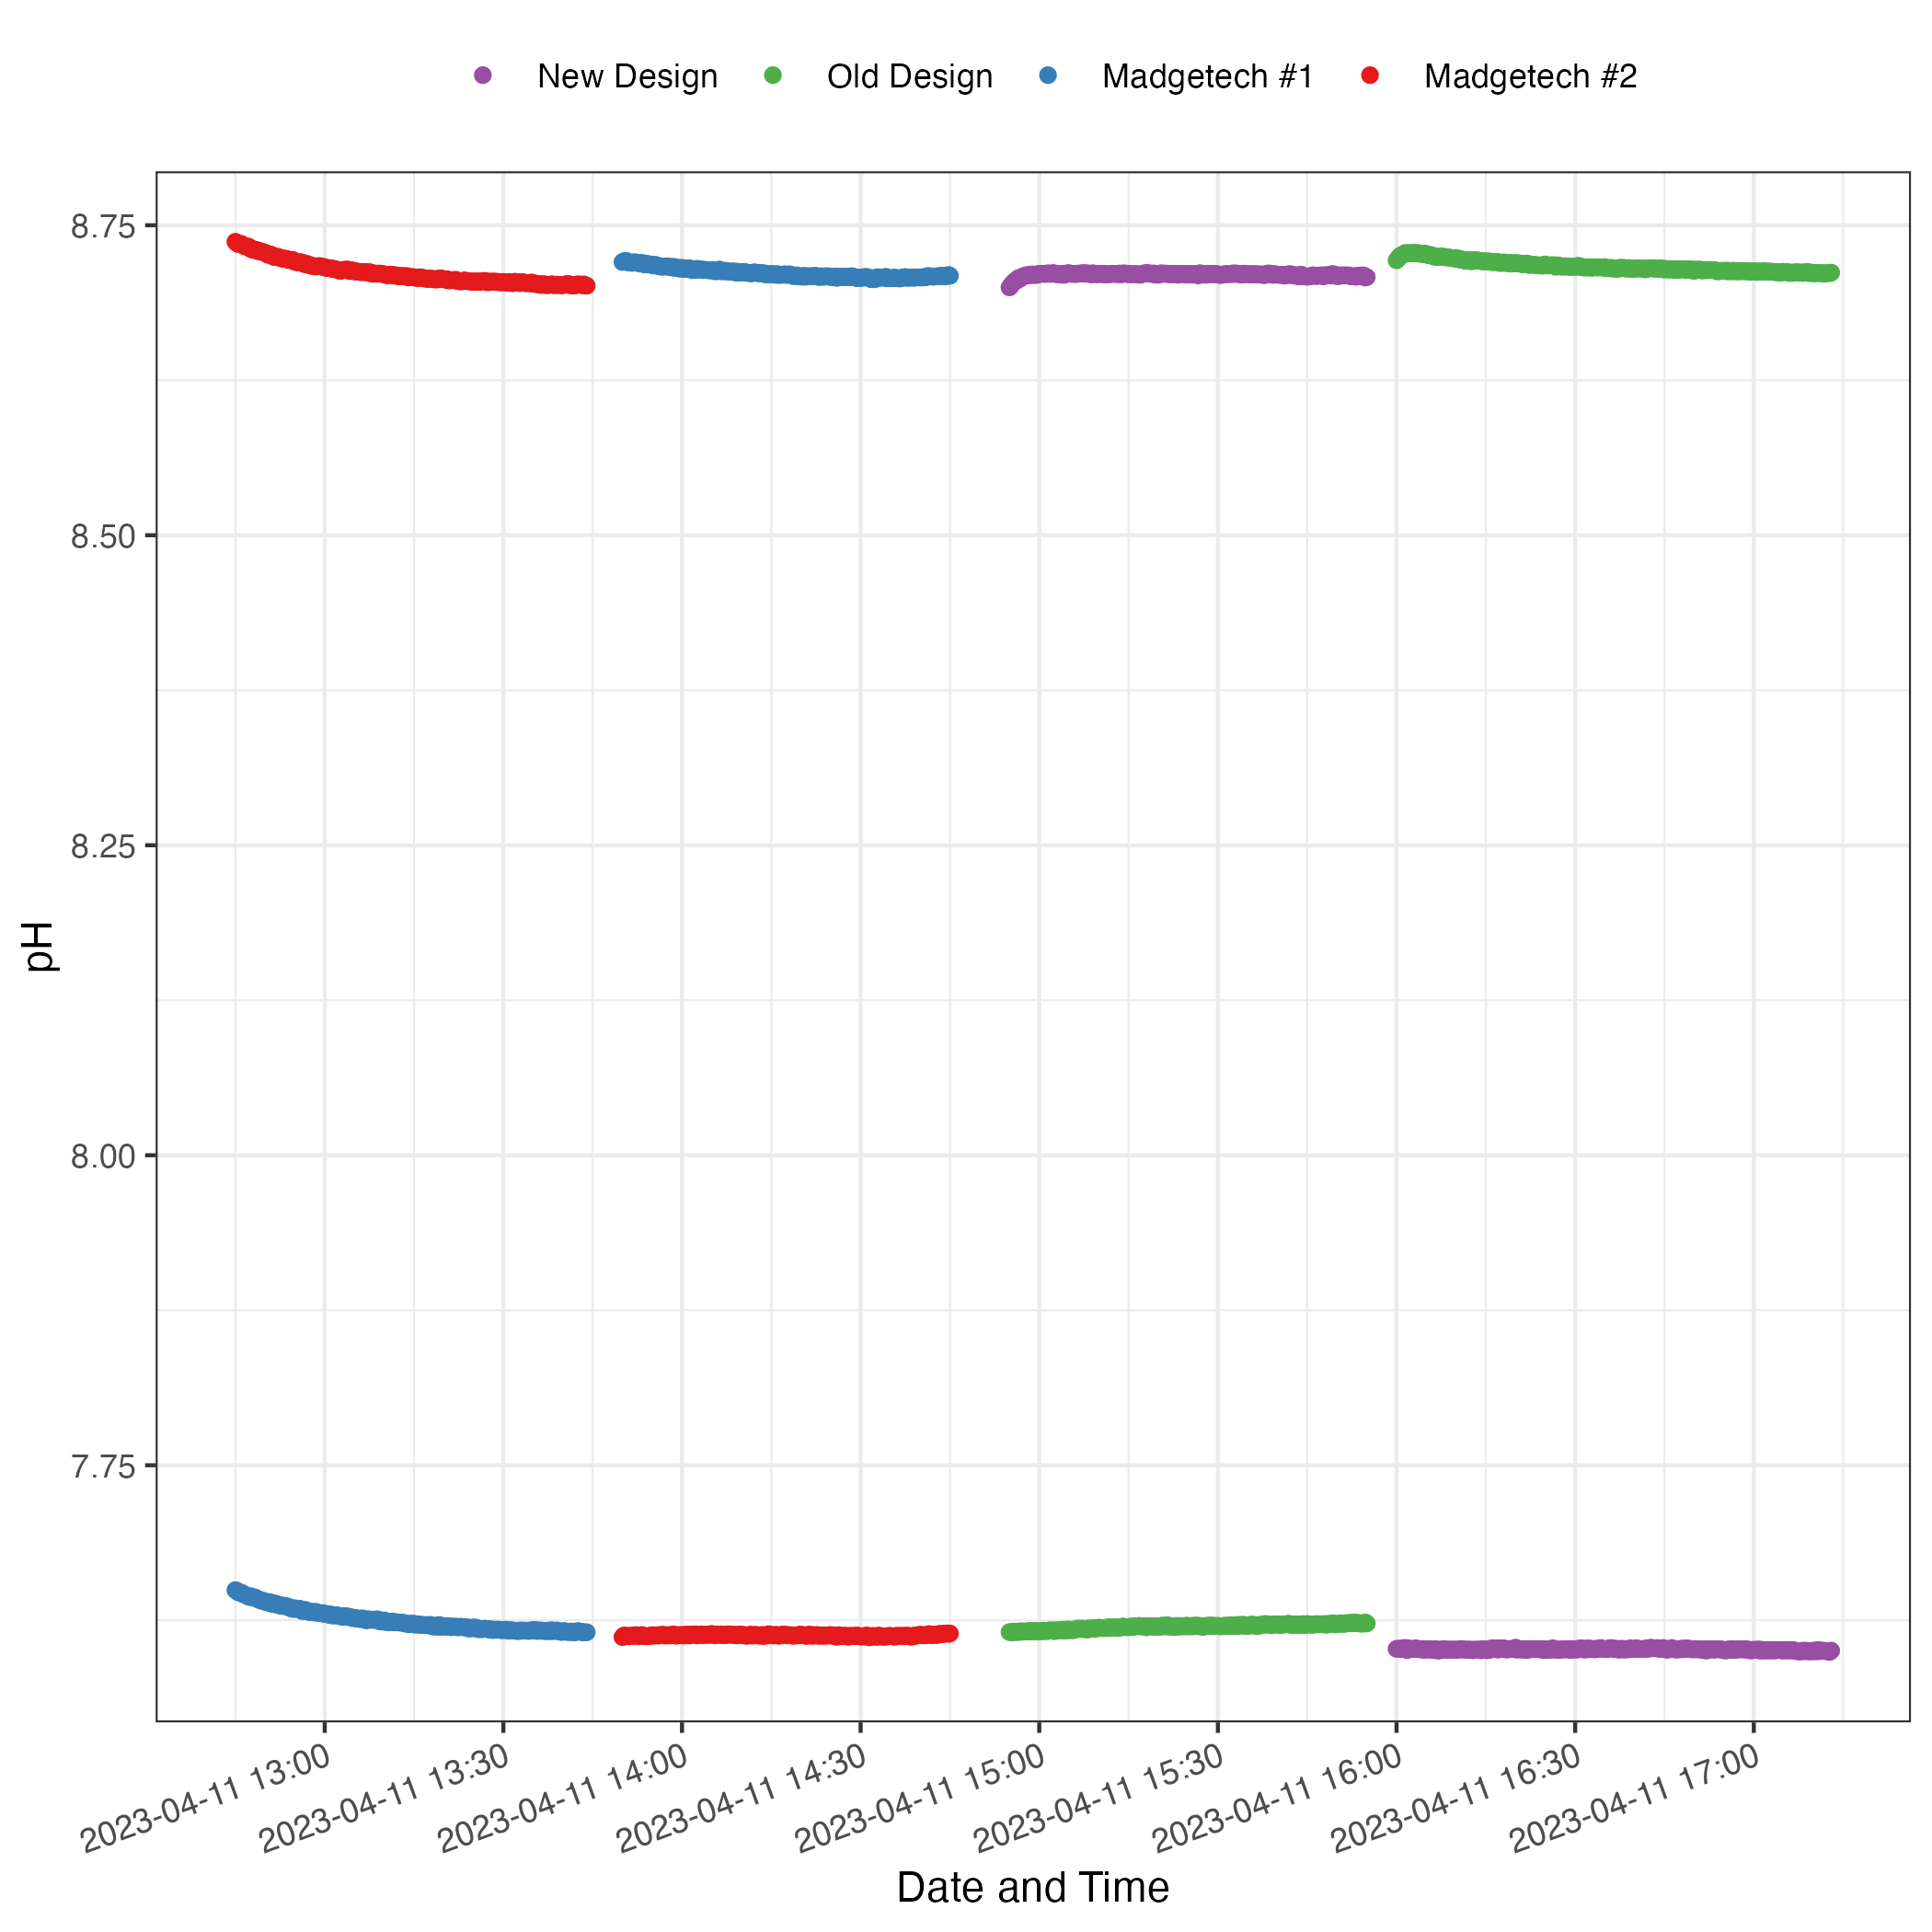 New Design
Old Design
Madgetech #1
Madgetech #2
8.75
8.50
8.25
8.00
7.75
pH
2023-04-11 13:00
2023-04-11 13:30
2023-04-11 14:00
2023-04-11 14:30
2023-04-11 15:00
2023-04-11 15:30
2023-04-11 16:00
2023-04-11 16:30
2023-04-11 17:00
Date and Time